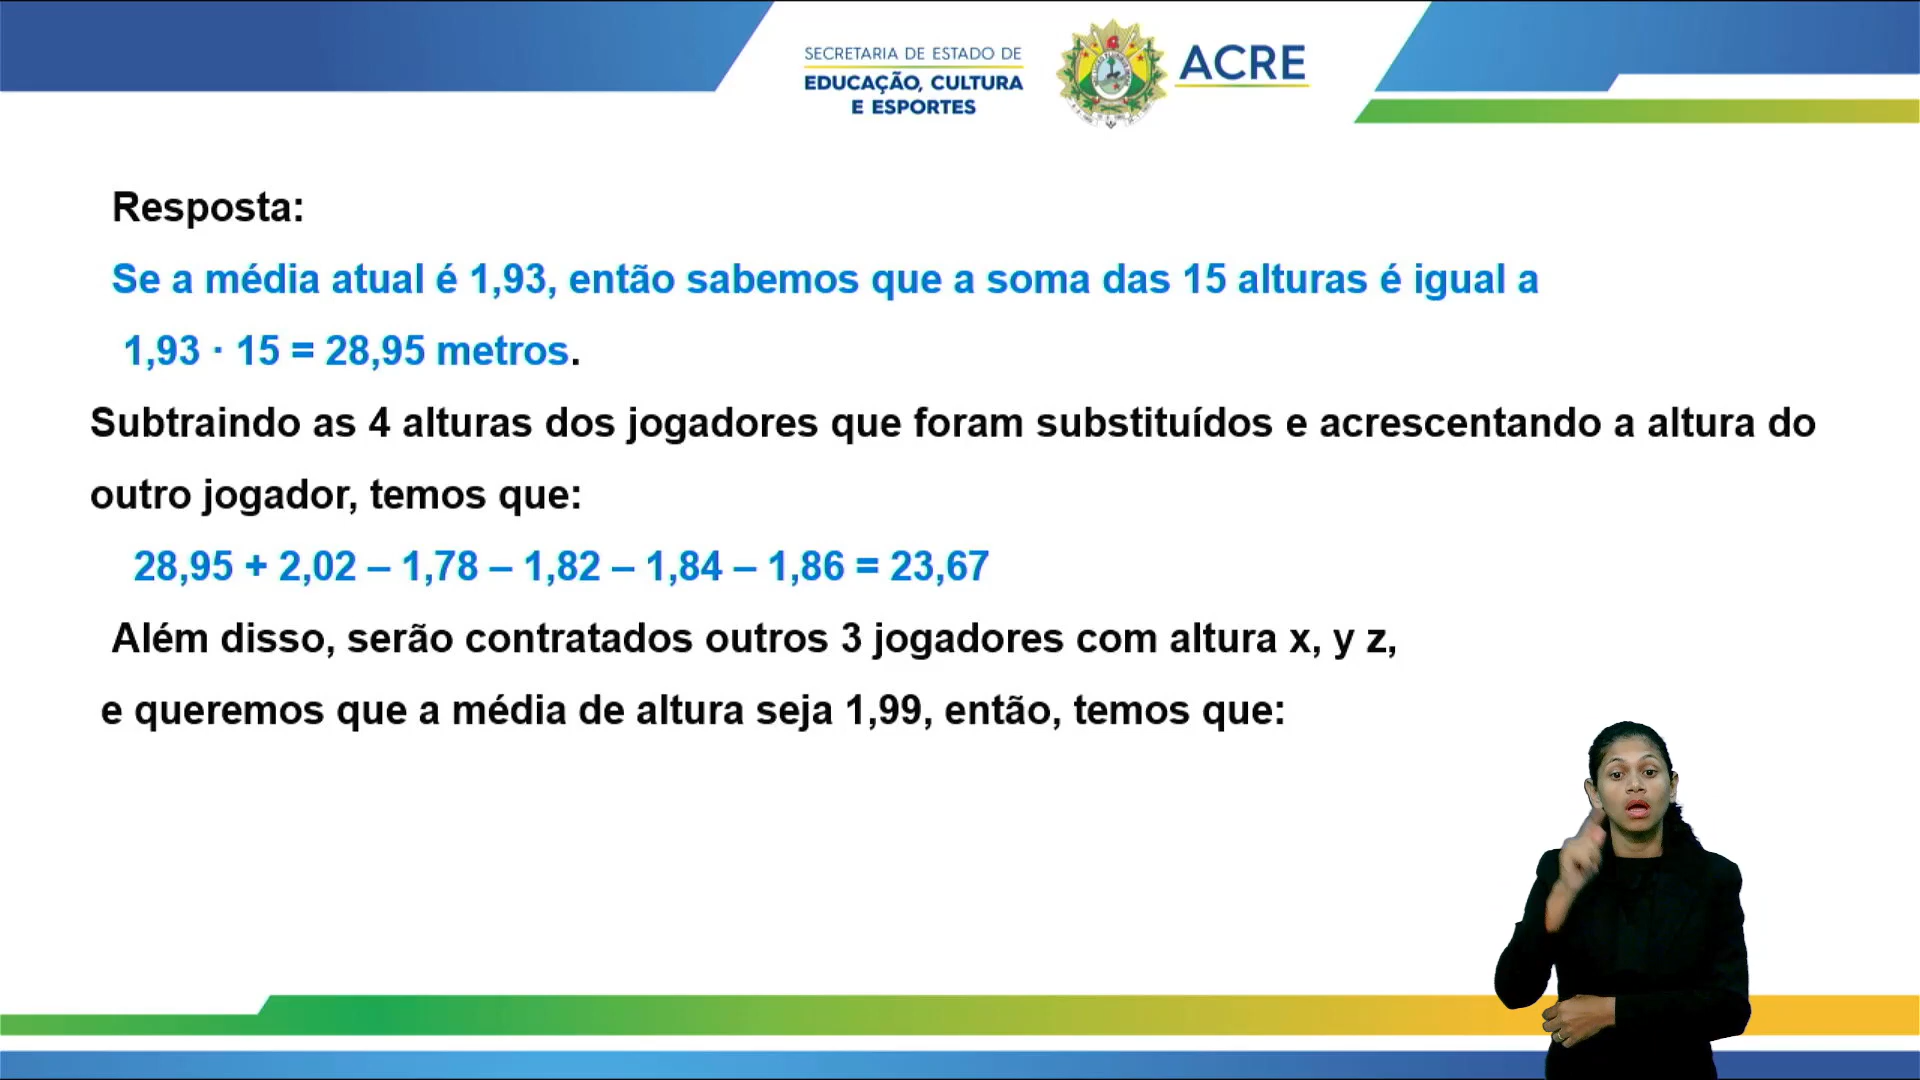 SECRETARIA DE ESTADO DE
EDUCAÇÃO, CULTURA
E ESPORTES
ACRE
Resposta:
Se a média atual é 1,93, então sabemos que a soma das 15 alturas é igual a
1,93 · 15 = 28,95 metros.
Subtraindo as 4 alturas dos jogadores que foram substituídos e acrescentando a altura do
outro jogador, temos que:
28,95 + 2,02 – 1,78 – 1,82 – 1,84 – 1,86 = 23,67
Além disso, serão contratados outros 3 jogadores com altura x, y z,
e queremos que a média de altura seja 1,99, então, temos que: